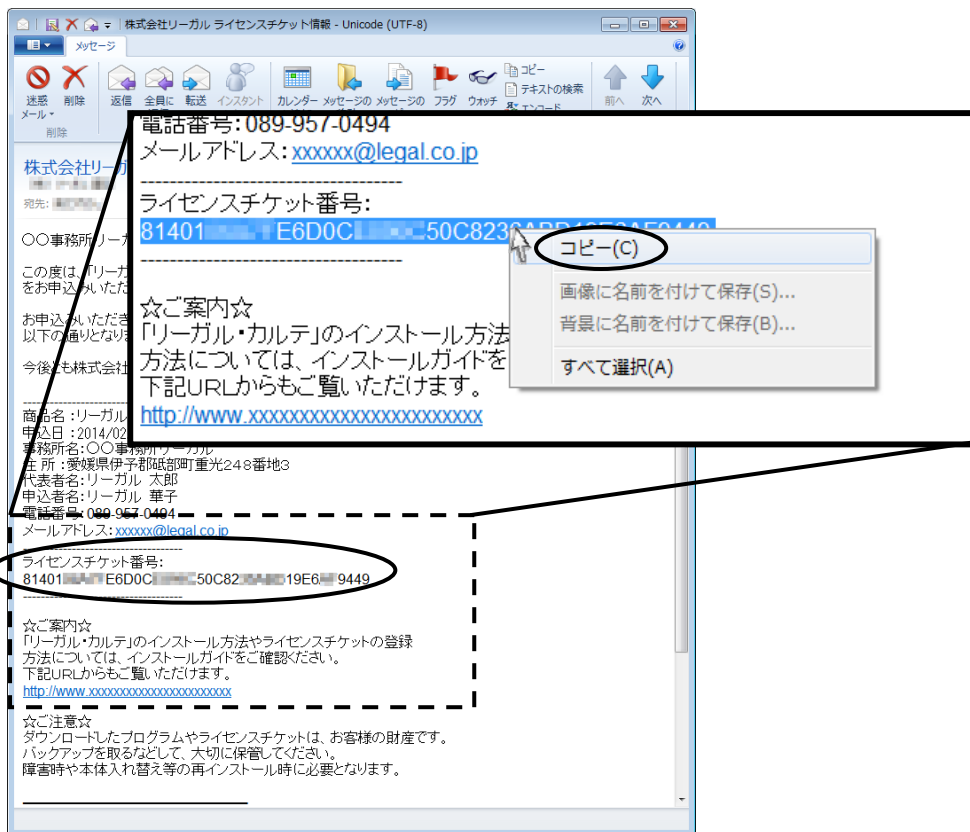 株式会社リーガル ライセンスチケット情報 - Unicode (UTF-8)
メッセージ
迷惑メール
削除
返信
全員に
転送
インスタント
カレンダー
メッセージの
メッセージの
フラグ
ウォッチ
コピー
テキストの検索
エンコード
前へ
次へ
削除
電話番号:089-957-0494
メールアドレス:xxxxxx@legal.co.jp
------------------------------------
ライセンスチケット番号:
81401 E6D0C 50C823
------------------------------------
コピー(C)
画像に名前を付けて保存(S)...
背景に名前を付けて保存(B)...
すべて選択(A)
☆ご案内☆
「リーガル・カルテ」のインストール方法
方法については、インストールガイドを
下記URLからもご覧いただけます。
http://www.xxxxxxxxxxxxxxxxxxxxxxx
株式会社リーガ
宛先:
〇〇事務所リーガ
この度は、「リーガ
をお申込みいただ
お申込みいただき
以下の通りとなりま
今後とも株式会社
商品名:リーガル
申込日:2014/02
事務所名:〇〇事務所リーガル
住 所:愛媛県伊予郡砥部町重光248番地3
代表者名:リーガル 太郎
申込者名:リーガル 華子
電話番号:089-957-0494
メールアドレス:xxxxxx@legal.co.jp
------------------------------------
ライセンスチケット番号:
81401 E6D0C 50C82 19E6 9449
------------------------------------
☆ご案内☆
「リーガル・カルテ」のインストール方法やライセンスチケットの登録
方法については、インストールガイドをご確認ください。
下記URLからもご覧いただけます。
http://www.xxxxxxxxxxxxxxxxxxxxxxx
☆ご注意☆
ダウンロードしたプログラムやライセンスチケットは、お客様の財産です。
バックアップを取るなどして、大切に保管してください。
障害時や本体入れ替え等の再インストール時に必要となります。